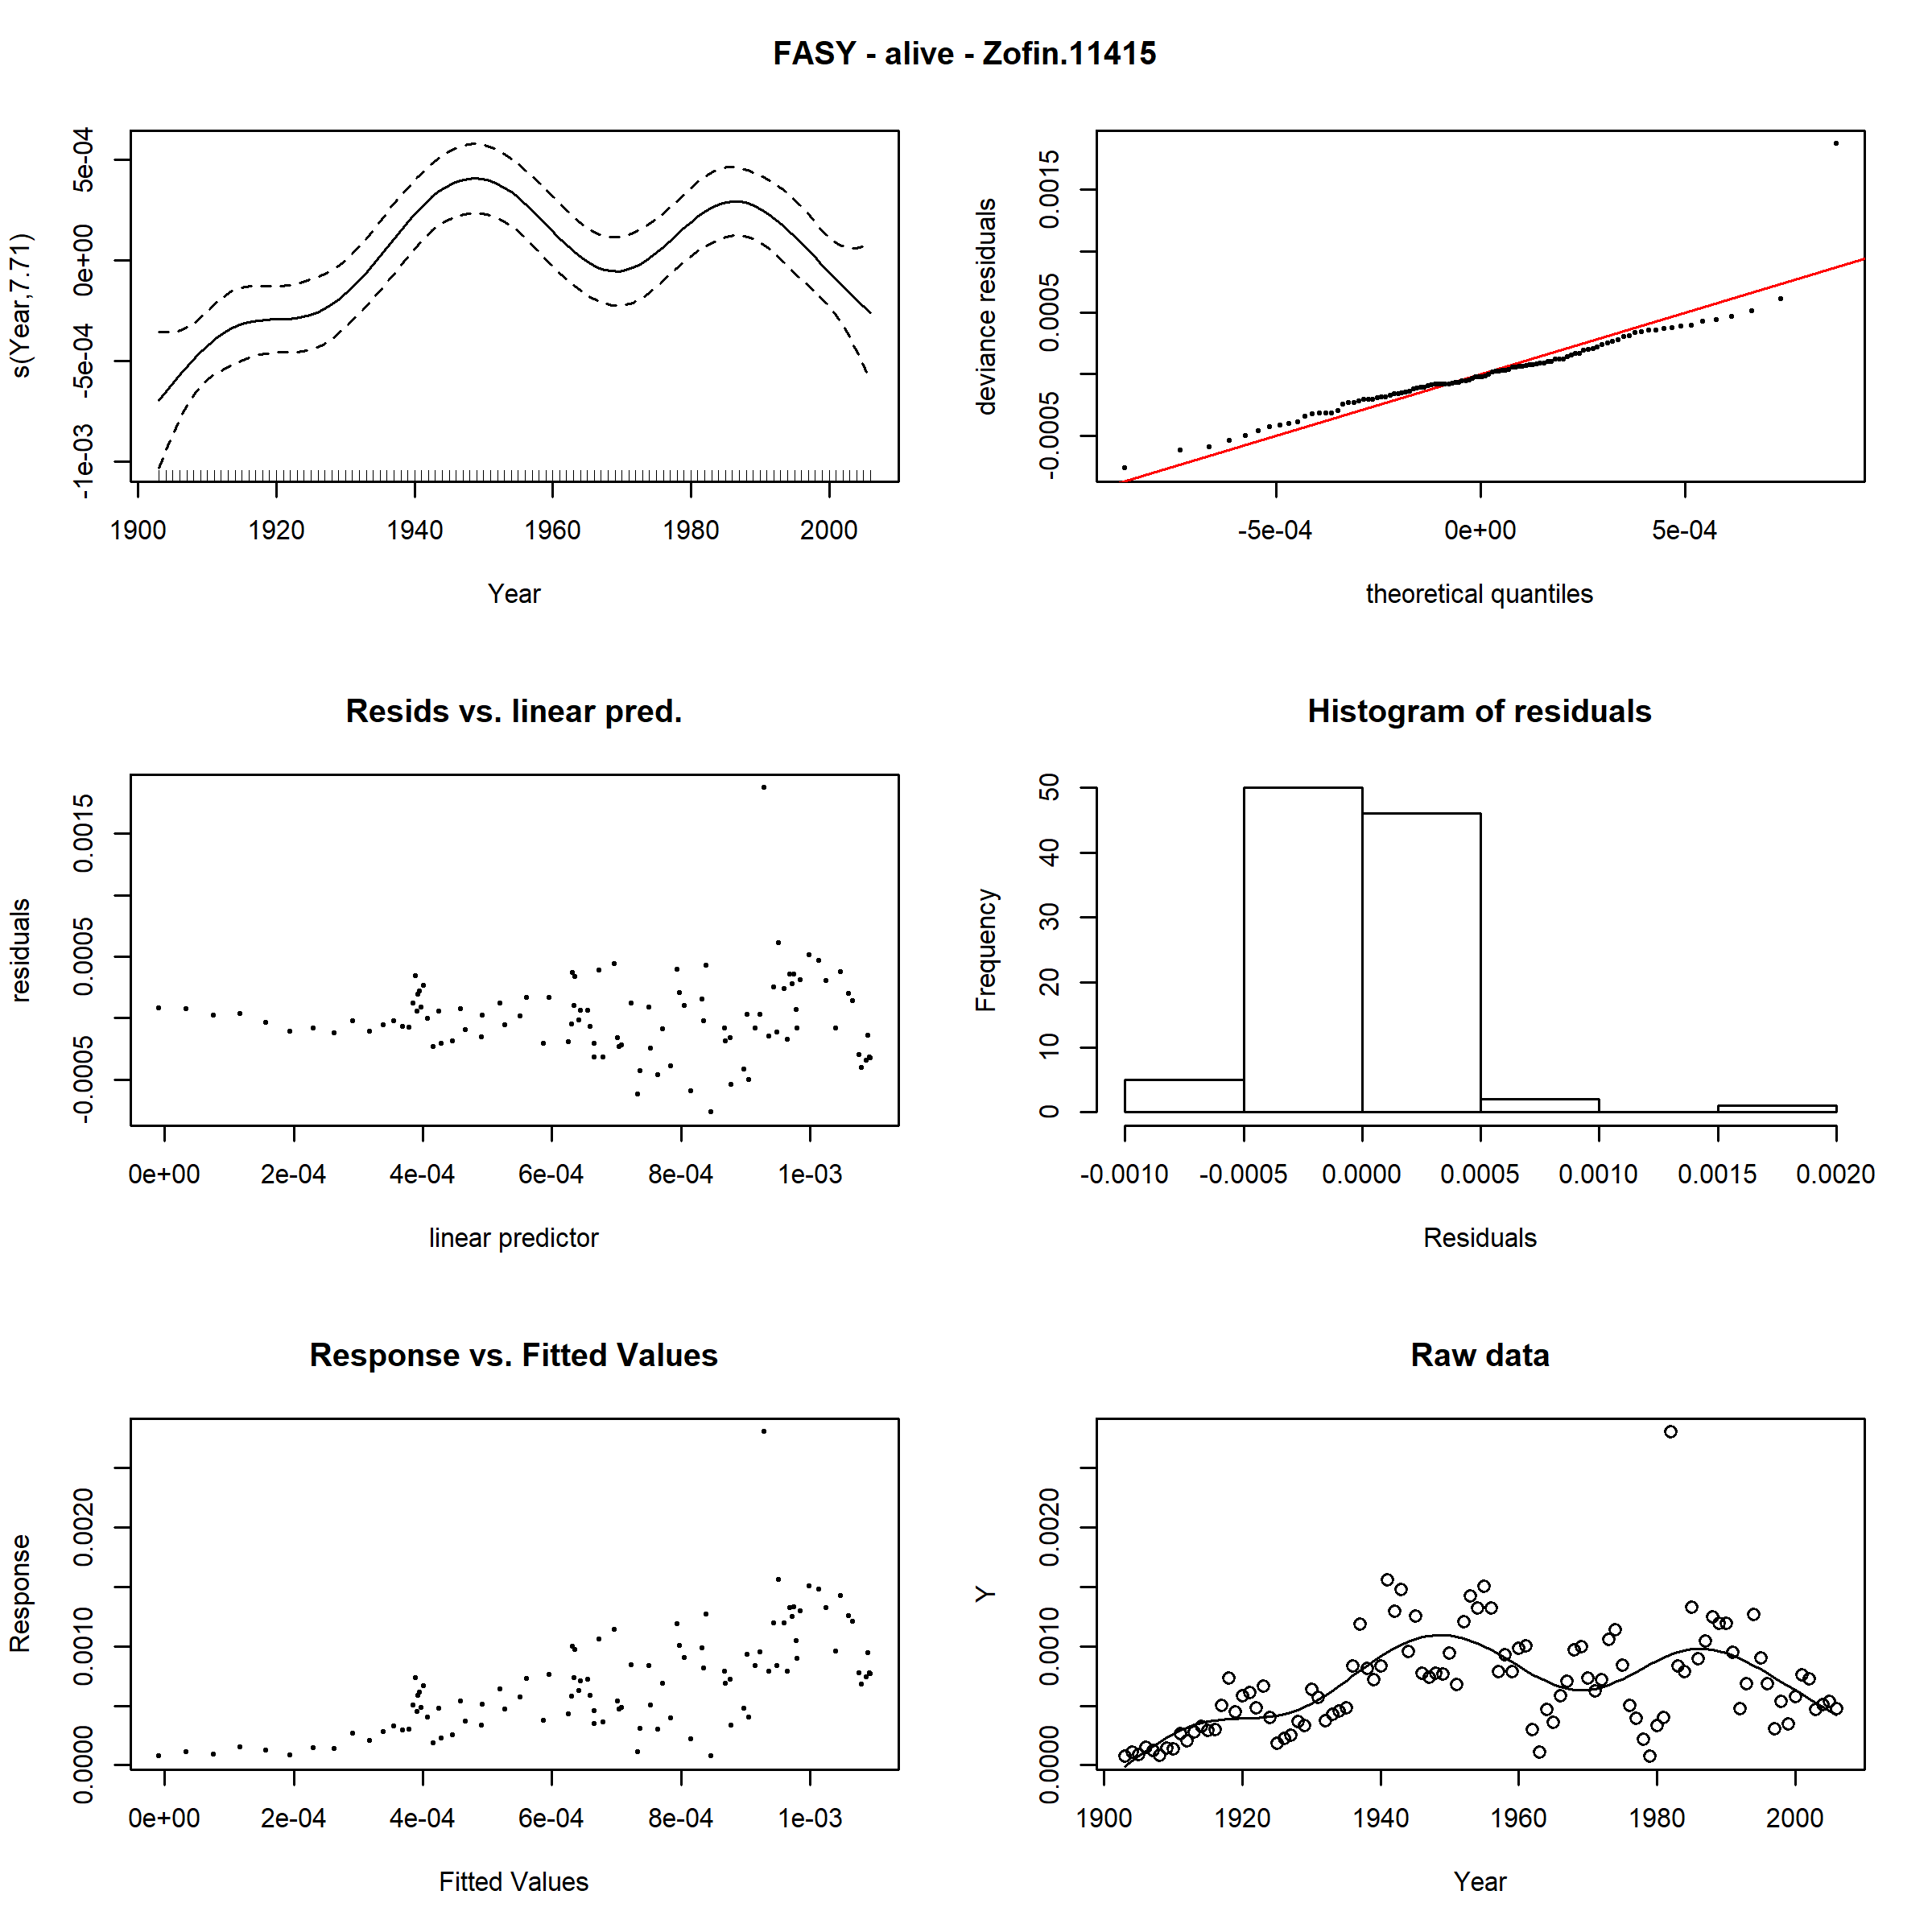 FASY - alive - Zofin.11415
s(Year,7.71)
-1e-03 -5e-04 0e+00 5e-04
1900 1920 1940 1960 1980 2000
Year
deviance residuals
-0.0005 0.0005 0.0015
-5e-04 0e+00 5e-04
theoretical quantiles
Resids vs. linear pred.
residuals
-0.0005 0.0005 0.0015
0e+00 2e-04 4e-04 6e-04 8e-04 1e-03
linear predictor
Histogram of residuals
Frequency
0 10 20 30 40 50
-0.0010 -0.0005 0.0000 0.0005 0.0010 0.0015 0.0020
Residuals
Response vs. Fitted Values
Response
0.0000 0.0010 0.0020
0e+00 2e-04 4e-04 6e-04 8e-04 1e-03
Fitted Values
Raw data
Y
0.0000 0.0010 0.0020
1900 1920 1940 1960 1980 2000
Year